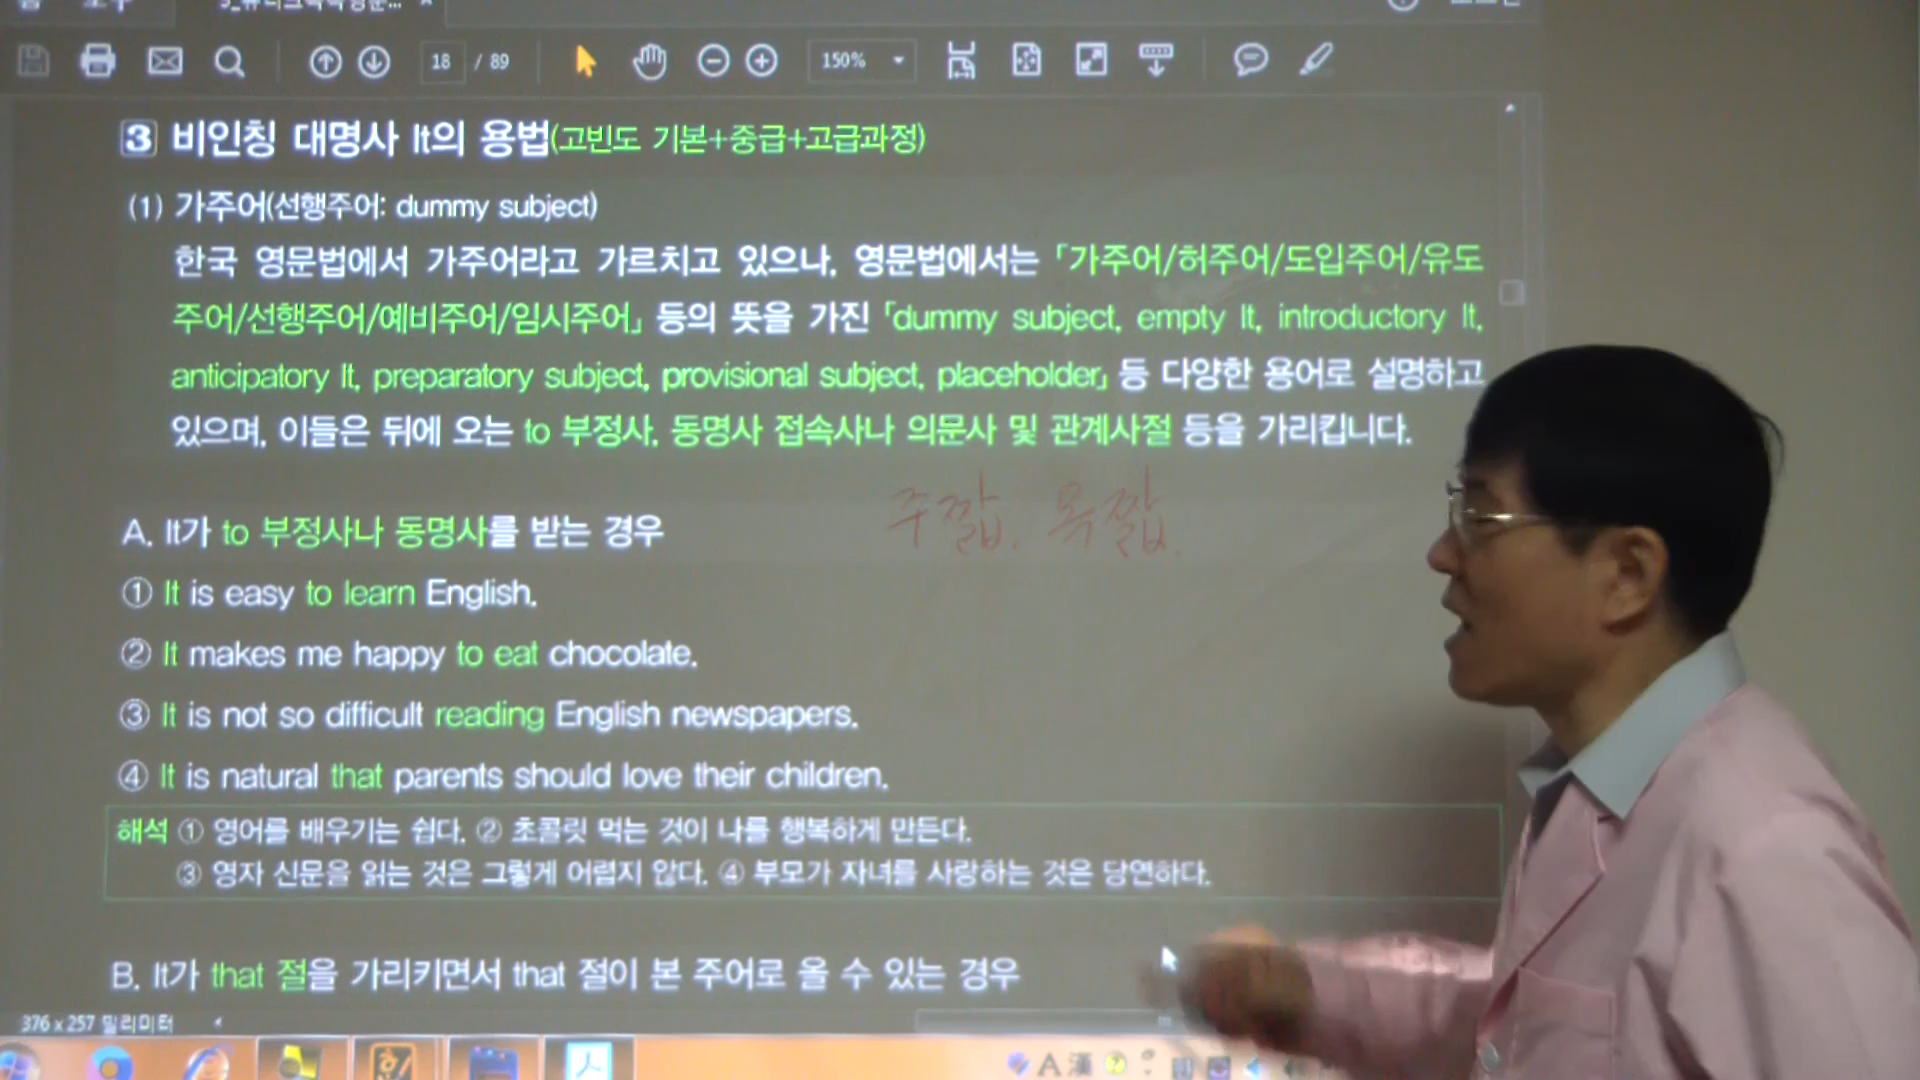 18 / 89
150%
3 비인칭 대명사 It의 용법(고빈도 기본+중급+고급과정)
(1) 가주어(선행주어: dummy subject)
한국 영문법에서 가주어라고 가르치고 있으나, 영문법에서는 「가주어/허주어/도입주어/유도
주어/선행주어/예비주어/임시주어」 등의 뜻을 가진 「dummy subject, empty It, introductory It,
anticipatory It, preparatory subject, provisional subject, placeholder」 등 다양한 용어로 설명하고
있으며, 이들은 뒤에 오는 to 부정사, 동명사 접속사나 의문사 및 관계사절 등을 가리킵니다.
주짧. 목짧.
A. It가 to 부정사나 동명사를 받는 경우
① It is easy to learn English.
② It makes me happy to eat chocolate.
③ It is not so difficult reading English newspapers.
④ It is natural that parents should love their children.
해석 ① 영어를 배우기는 쉽다. ② 초콜릿 먹는 것이 나를 행복하게 만든다.
③ 영자 신문을 읽는 것은 그렇게 어렵지 않다. ④ 부모가 자녀를 사랑하는 것은 당연하다.
B. It가 that 절을 가리키면서 that 절이 본 주어로 올 수 있는 경우
376 x 257 밀리미터
A 漢